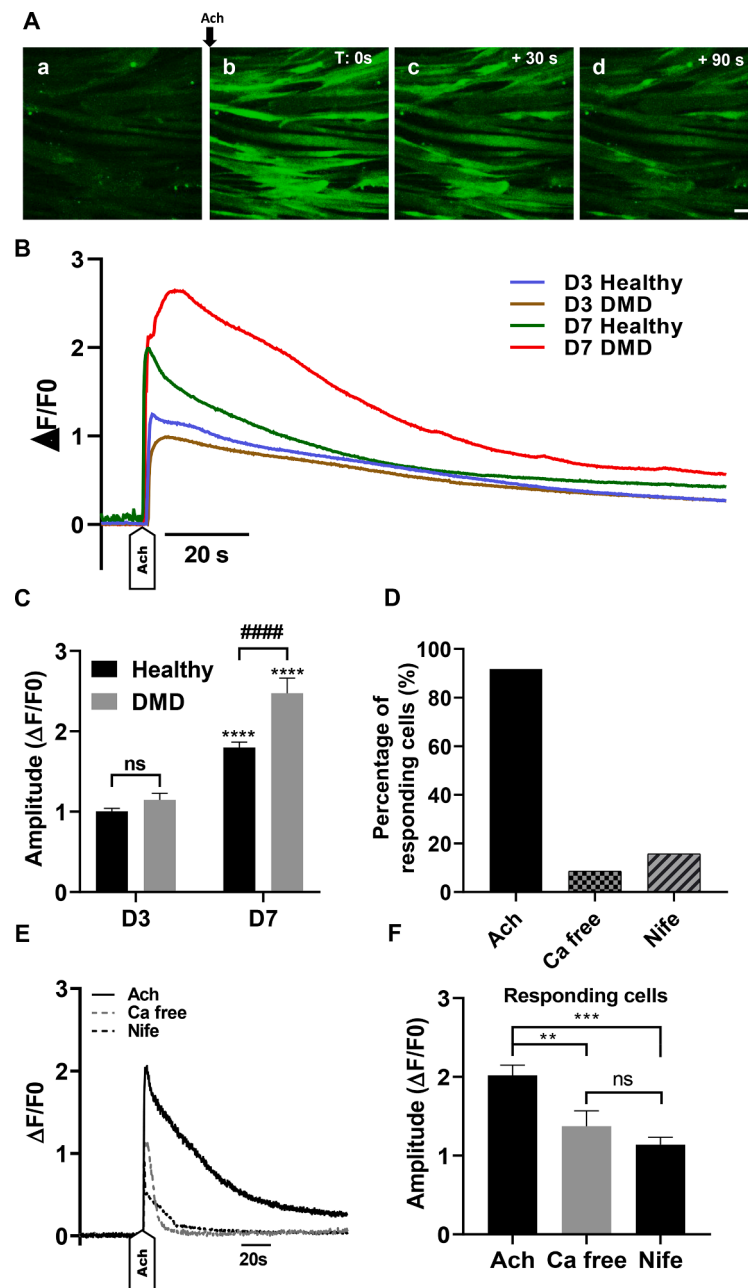 A
Ach
a
b
T: 0s
c
+ 30 s
d
+ 90 s
B
3
2
1
0
ΔF/F0
D3 Healthy
D3 DMD
D7 Healthy
D7 DMD
Ach
20 s
C
3
2
1
0
Amplitude (ΔF/F0)
Healthy
DMD
ns
****
####
****
D3
D7
D
100
80
60
40
20
0
Percentage of
responding cells (%)
Ach
Ca free
Nife
E
3
2
1
0
ΔF/F0
Ach
Ca free
Nife
Ach
20s
F
3
2
1
0
Amplitude (ΔF/F0)
Responding cells
***
**
ns
Ach
Ca free
Nife